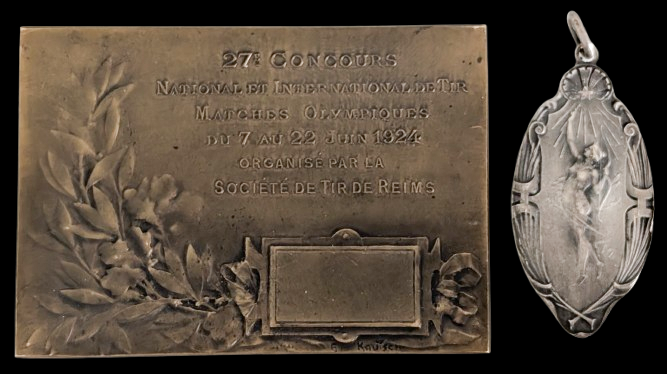 27E CONCOURS
NATIONAL ET INTERNATIONAL DE TIR
MATCHES OLYMPIQUES
DU 7 AU 22 JUIN 1924
ORGANISÉ PAR LA
SOCIÉTÉ DE TIR DE REIMS